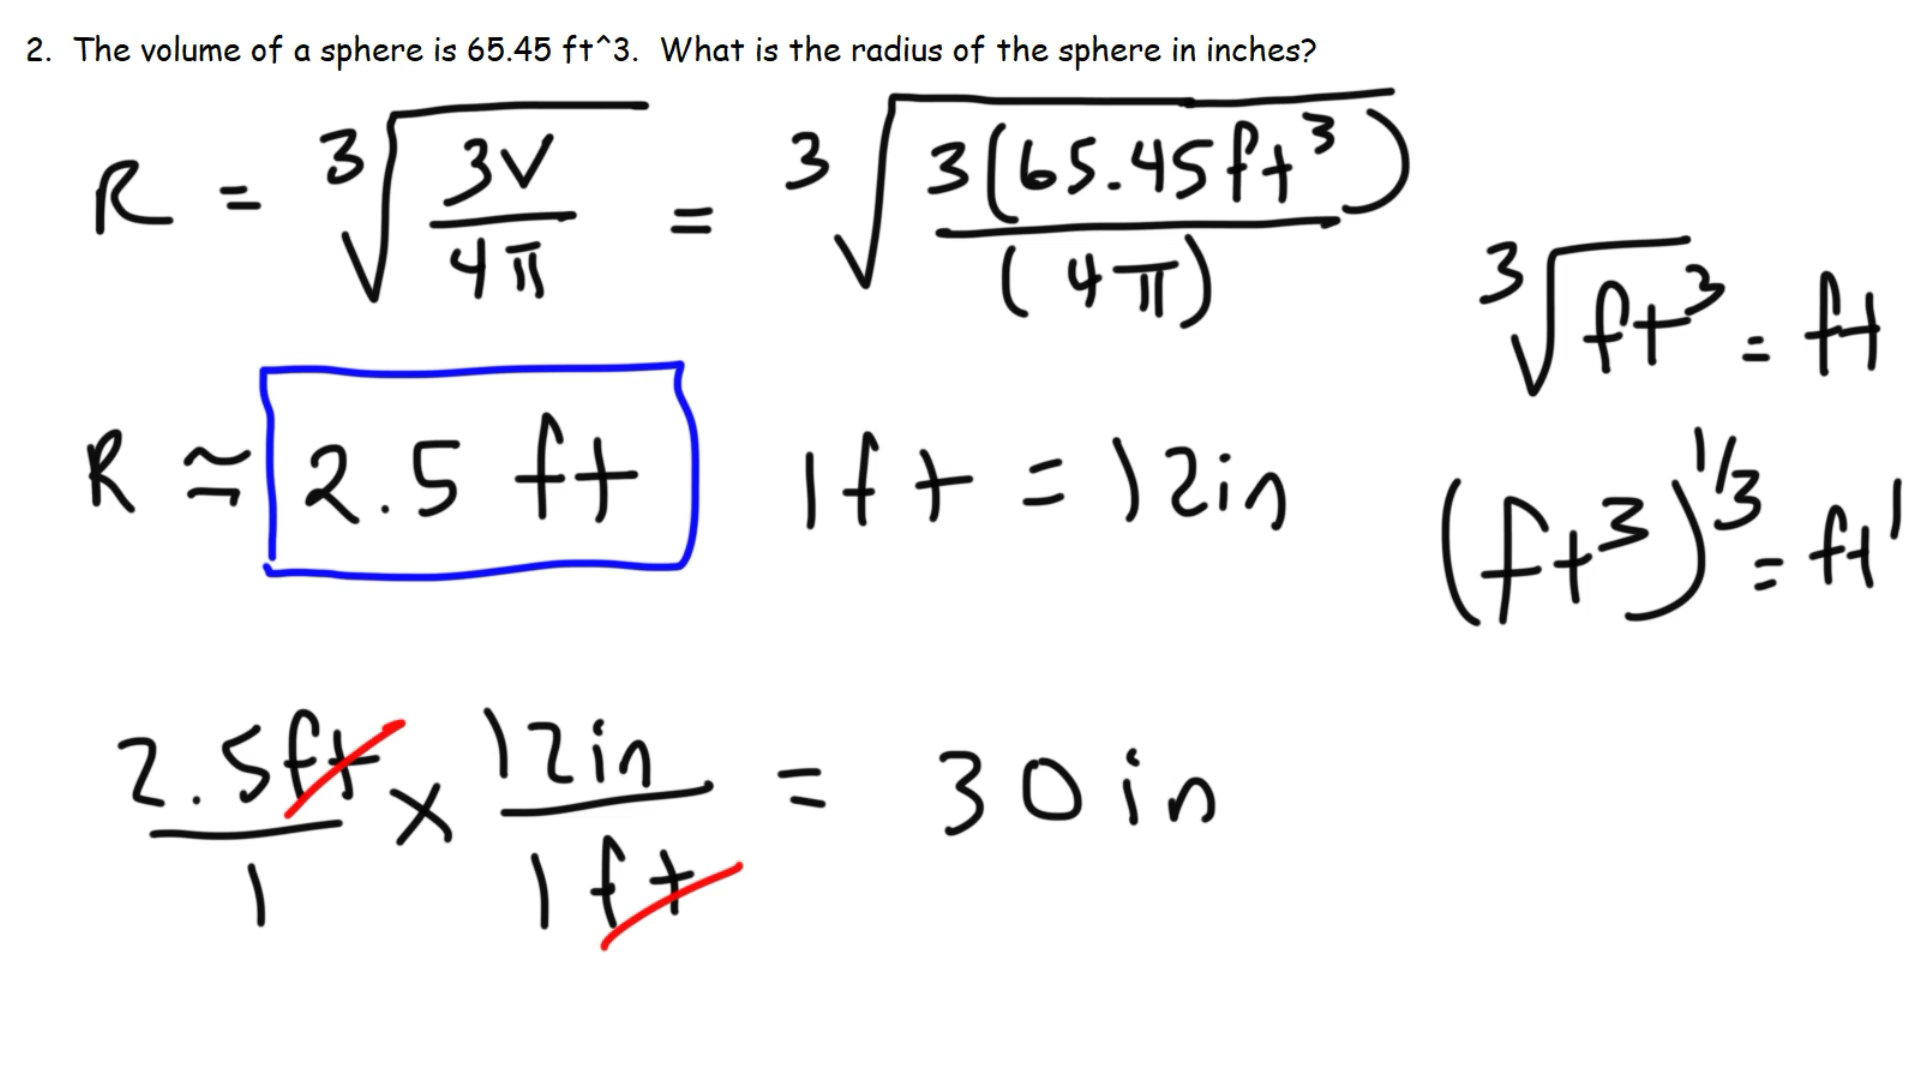 2. The volume of a sphere is 65.45 ft^3. What is the radius of the sphere in inches?
R = ∛(3V / 4π) = ∛(3(65.45ft³) / (4π))
∛ft³ = ft
R ≈ 2.5 ft
1ft = 12in
(ft³)^1/3 = ft¹
2.5ft / 1 × 12in / 1ft = 30in